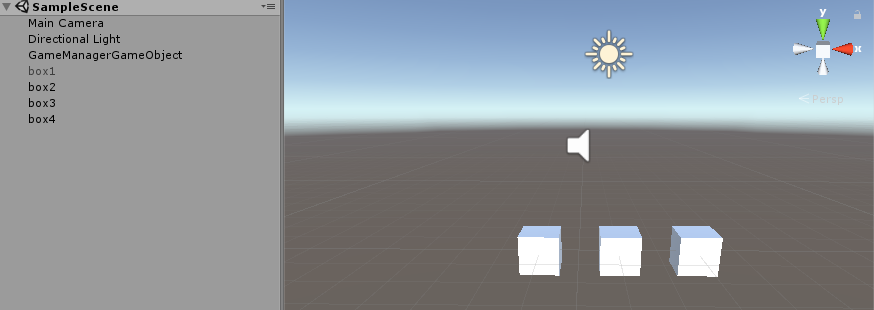 SampleScene
Main Camera
Directional Light
GameManagerGameObject
box1
box2
box3
box4
y
x
Persp